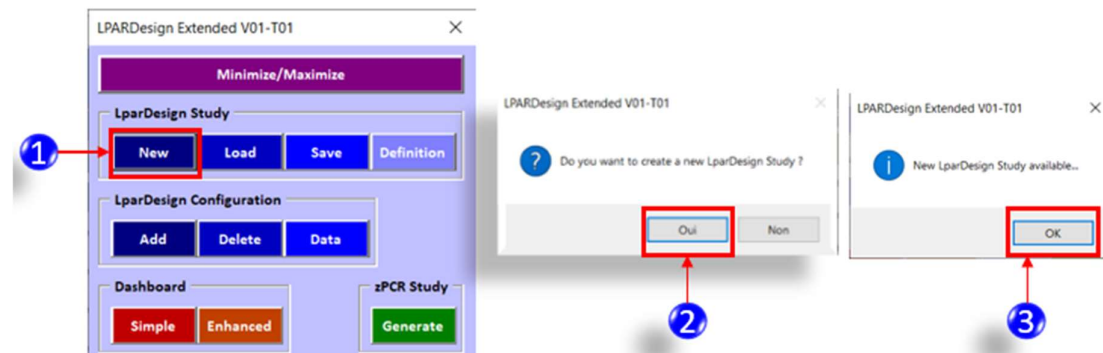 LPARDesign Extended V01-T01
Minimize/Maximize
LparDesign Study
New Load Save Definition
LparDesign Configuration
Add Delete Data
Dashboard
zPCR Study
Simple Enhanced
Generate
1
LPARDesign Extended V01-T01
Do you want to create a new LparDesign Study ?
Oui Non
2
LPARDesign Extended V01-T01
New LparDesign Study available...
OK
3